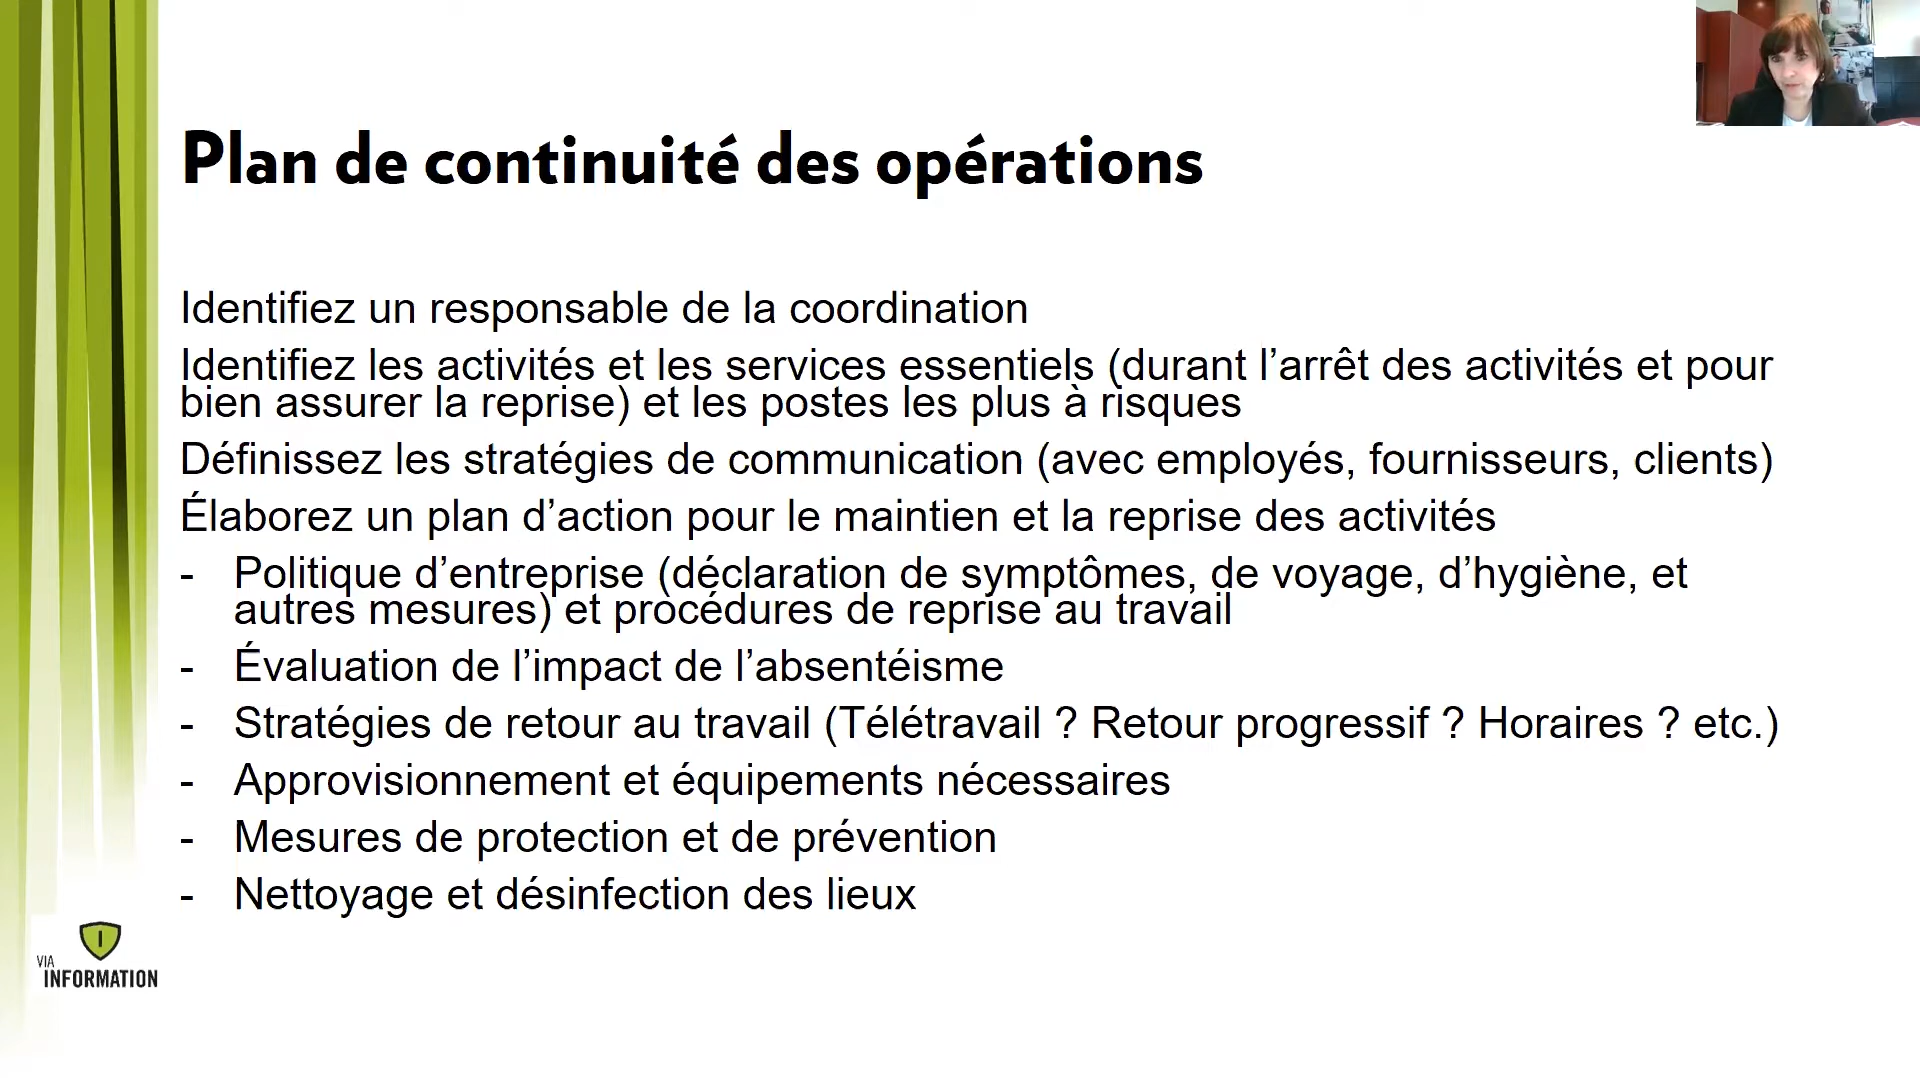 Plan de continuité des opérations
Identifiez un responsable de la coordination
Identifiez les activités et les services essentiels (durant l’arrêt des activités et pour
bien assurer la reprise) et les postes les plus à risques
Définissez les stratégies de communication (avec employés, fournisseurs, clients)
Élaborez un plan d’action pour le maintien et la reprise des activités
- Politique d’entreprise (déclaration de symptômes, de voyage, d’hygiène, et
autres mesures) et procédures de reprise au travail
- Évaluation de l’impact de l’absentéisme
- Stratégies de retour au travail (Télétravail ? Retour progressif ? Horaires ? etc.)
- Approvisionnement et équipements nécessaires
- Mesures de protection et de prévention
- Nettoyage et désinfection des lieux
I
VIA
INFORMATION